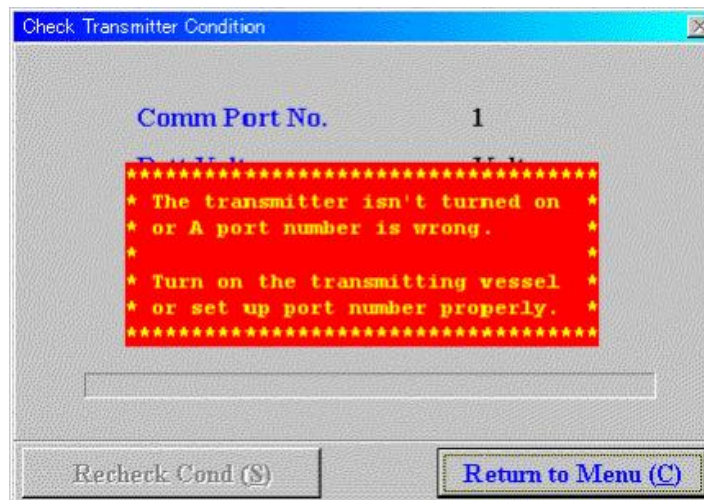 Check Transmitter Condition
Comm Port No. 1
****************************************
* The transmitter isn't turned on *
* or A port number is wrong. *
* *
* Turn on the transmitting vessel *
* or set up port number properly. *
****************************************
Recheck Cond (S) Return to Menu (C)